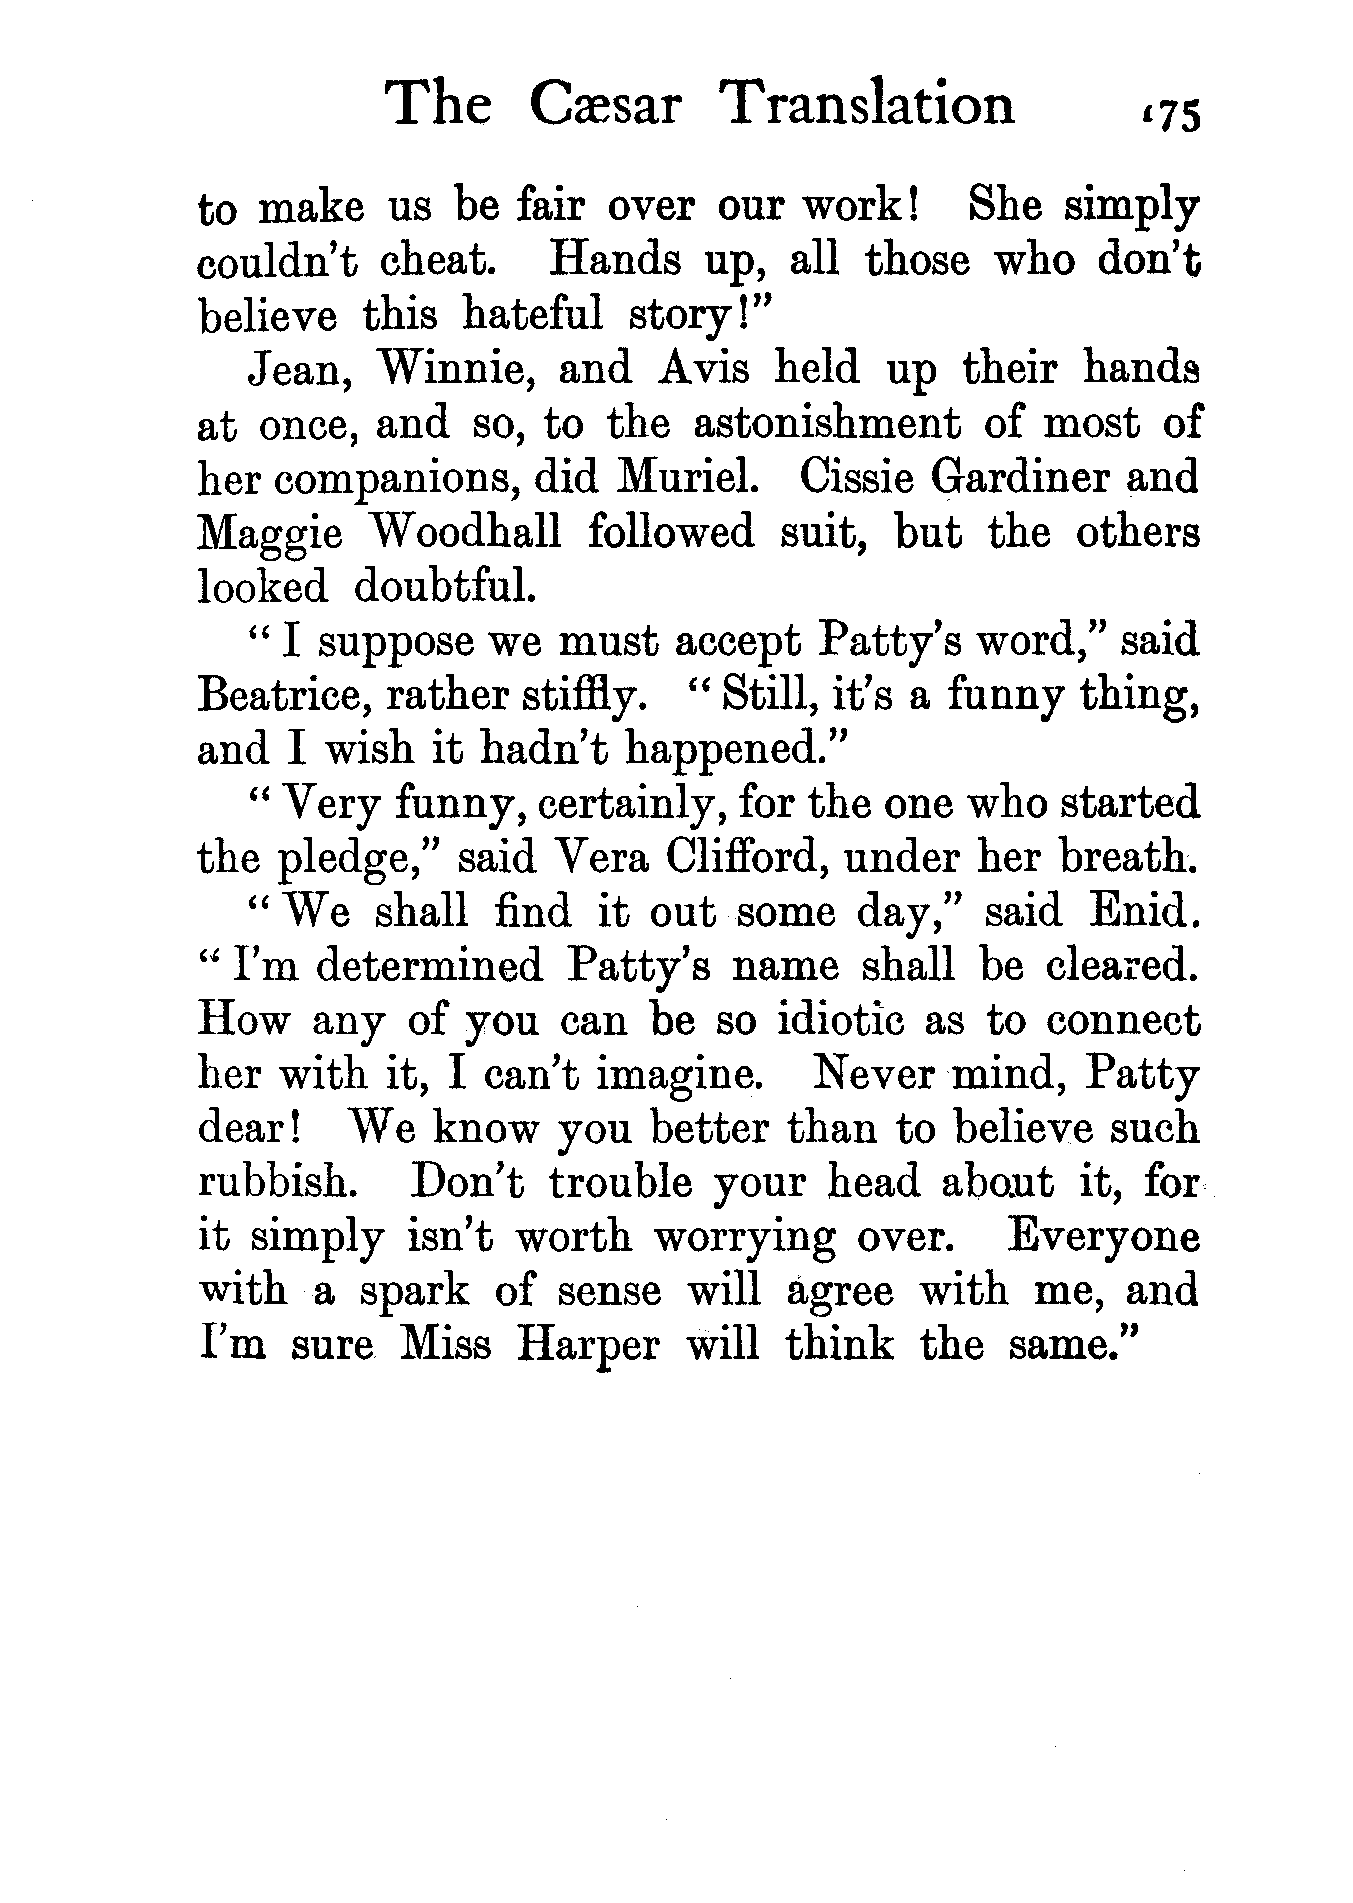 The Cæsar Translation 175
to make us be fair over our work! She simply
couldn't cheat. Hands up, all those who don't
believe this hateful story!"
Jean, Winnie, and Avis held up their hands
at once, and so, to the astonishment of most of
her companions, did Muriel. Cissie Gardiner and
Maggie Woodhall followed suit, but the others
looked doubtful.
"I suppose we must accept Patty's word," said
Beatrice, rather stiffly. "Still, it's a funny thing,
and I wish it hadn't happened."
"Very funny, certainly, for the one who started
the pledge," said Vera Clifford, under her breath.
"We shall find it out some day," said Enid.
"I'm determined Patty's name shall be cleared.
How any of you can be so idiotic as to connect
her with it, I can't imagine. Never mind, Patty
dear! We know you better than to believe such
rubbish. Don't trouble your head about it, for
it simply isn't worth worrying over. Everyone
with a spark of sense will agree with me, and
I'm sure Miss Harper will think the same."